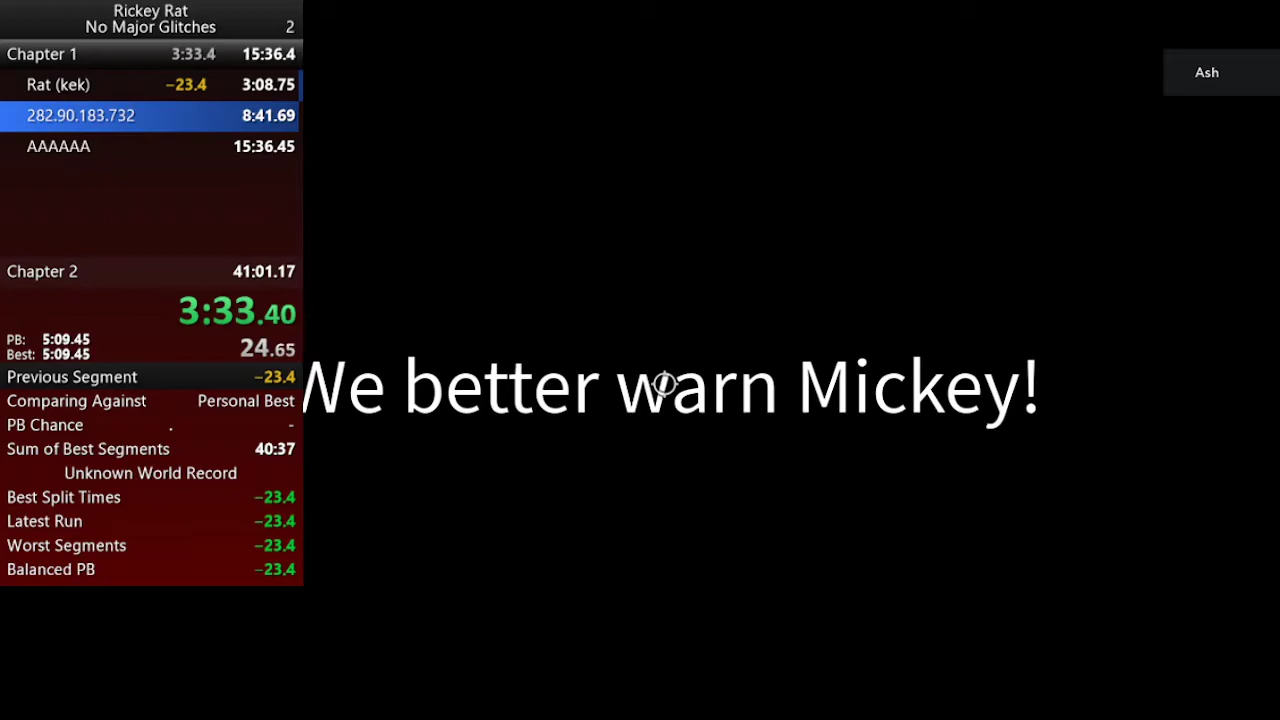 Rickey Rat
No Major Glitches 2
Chapter 1 3:33.4 15:36.4
Rat (kek) -23.4 3:08.75
282.90.183.732 8:41.69
AAAAAA 15:36.45
Chapter 2 41:01.17
3:33.40
PB: 5:09.45
Best: 5:09.45
24.65
Previous Segment -23.4
Comparing Against Personal Best
PB Chance . -
Sum of Best Segments 40:37
Unknown World Record
Best Split Times -23.4
Latest Run -23.4
Worst Segments -23.4
Balanced PB -23.4
We better warn Mickey!
Ash